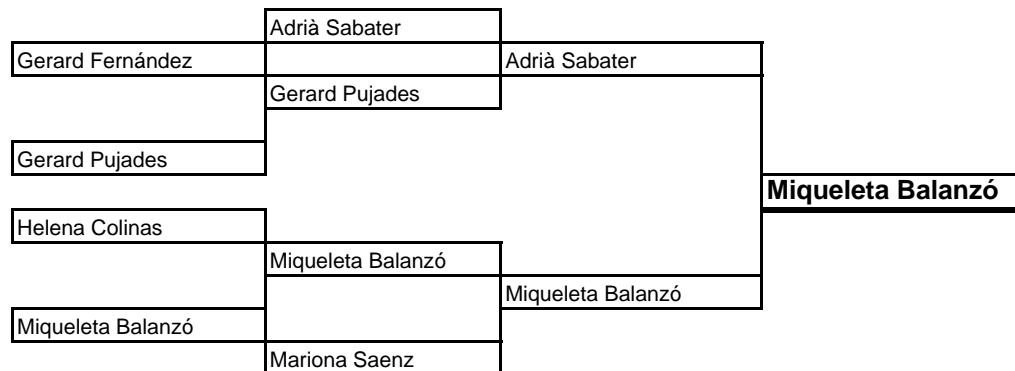 Adrià Sabater
Gerard Fernández
Adrià Sabater
Gerard Pujades
Gerard Pujades
Miqueleta Balanzó
Helena Colinas
Miqueleta Balanzó
Miqueleta Balanzó
Miqueleta Balanzó
Mariona Saenz